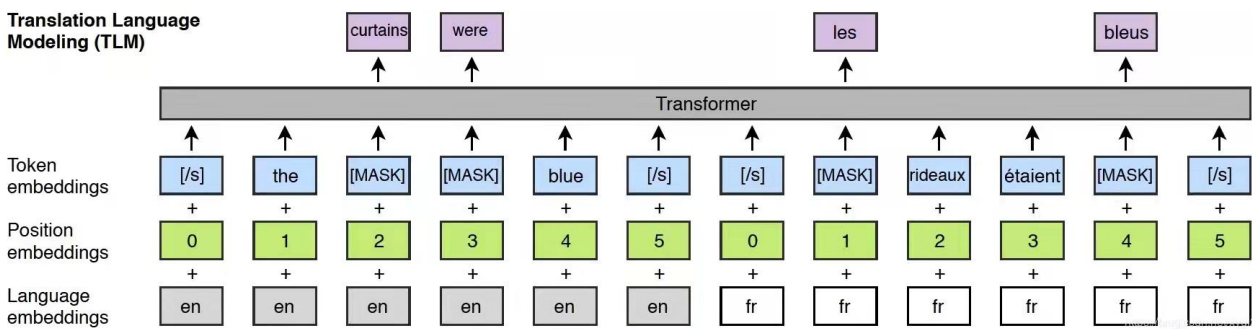 Translation Language
Modeling (TLM)
curtains were les bleus
Transformer
Token
embeddings
[/s] the [MASK] [MASK] blue [/s] [/s] [MASK] rideaux étaient [MASK] [/s]
+ + + + + + + + + + + +
Position
embeddings
0 1 2 3 4 5 0 1 2 3 4 5
+ + + + + + + + + + + +
Language
embeddings
en en en en en en fr fr fr fr fr fr